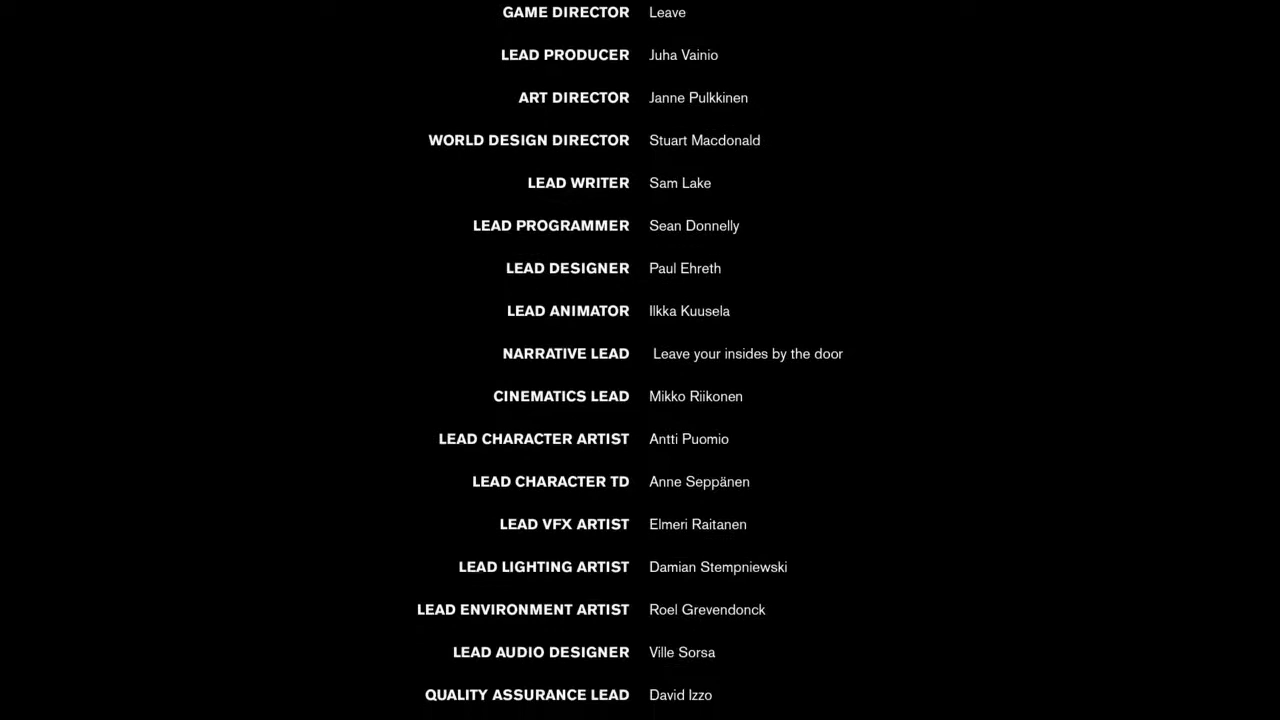 GAME DIRECTOR Leave
LEAD PRODUCER Juha Vainio
ART DIRECTOR Janne Pulkkinen
WORLD DESIGN DIRECTOR Stuart Macdonald
LEAD WRITER Sam Lake
LEAD PROGRAMMER Sean Donnelly
LEAD DESIGNER Paul Ehreth
LEAD ANIMATOR Ilkka Kuusela
NARRATIVE LEAD Leave your insides by the door
CINEMATICS LEAD Mikko Riikonen
LEAD CHARACTER ARTIST Antti Puomio
LEAD CHARACTER TD Anne Seppänen
LEAD VFX ARTIST Elmeri Raitanen
LEAD LIGHTING ARTIST Damian Stempniewski
LEAD ENVIRONMENT ARTIST Roel Grevendonck
LEAD AUDIO DESIGNER Ville Sorsa
QUALITY ASSURANCE LEAD David Izzo